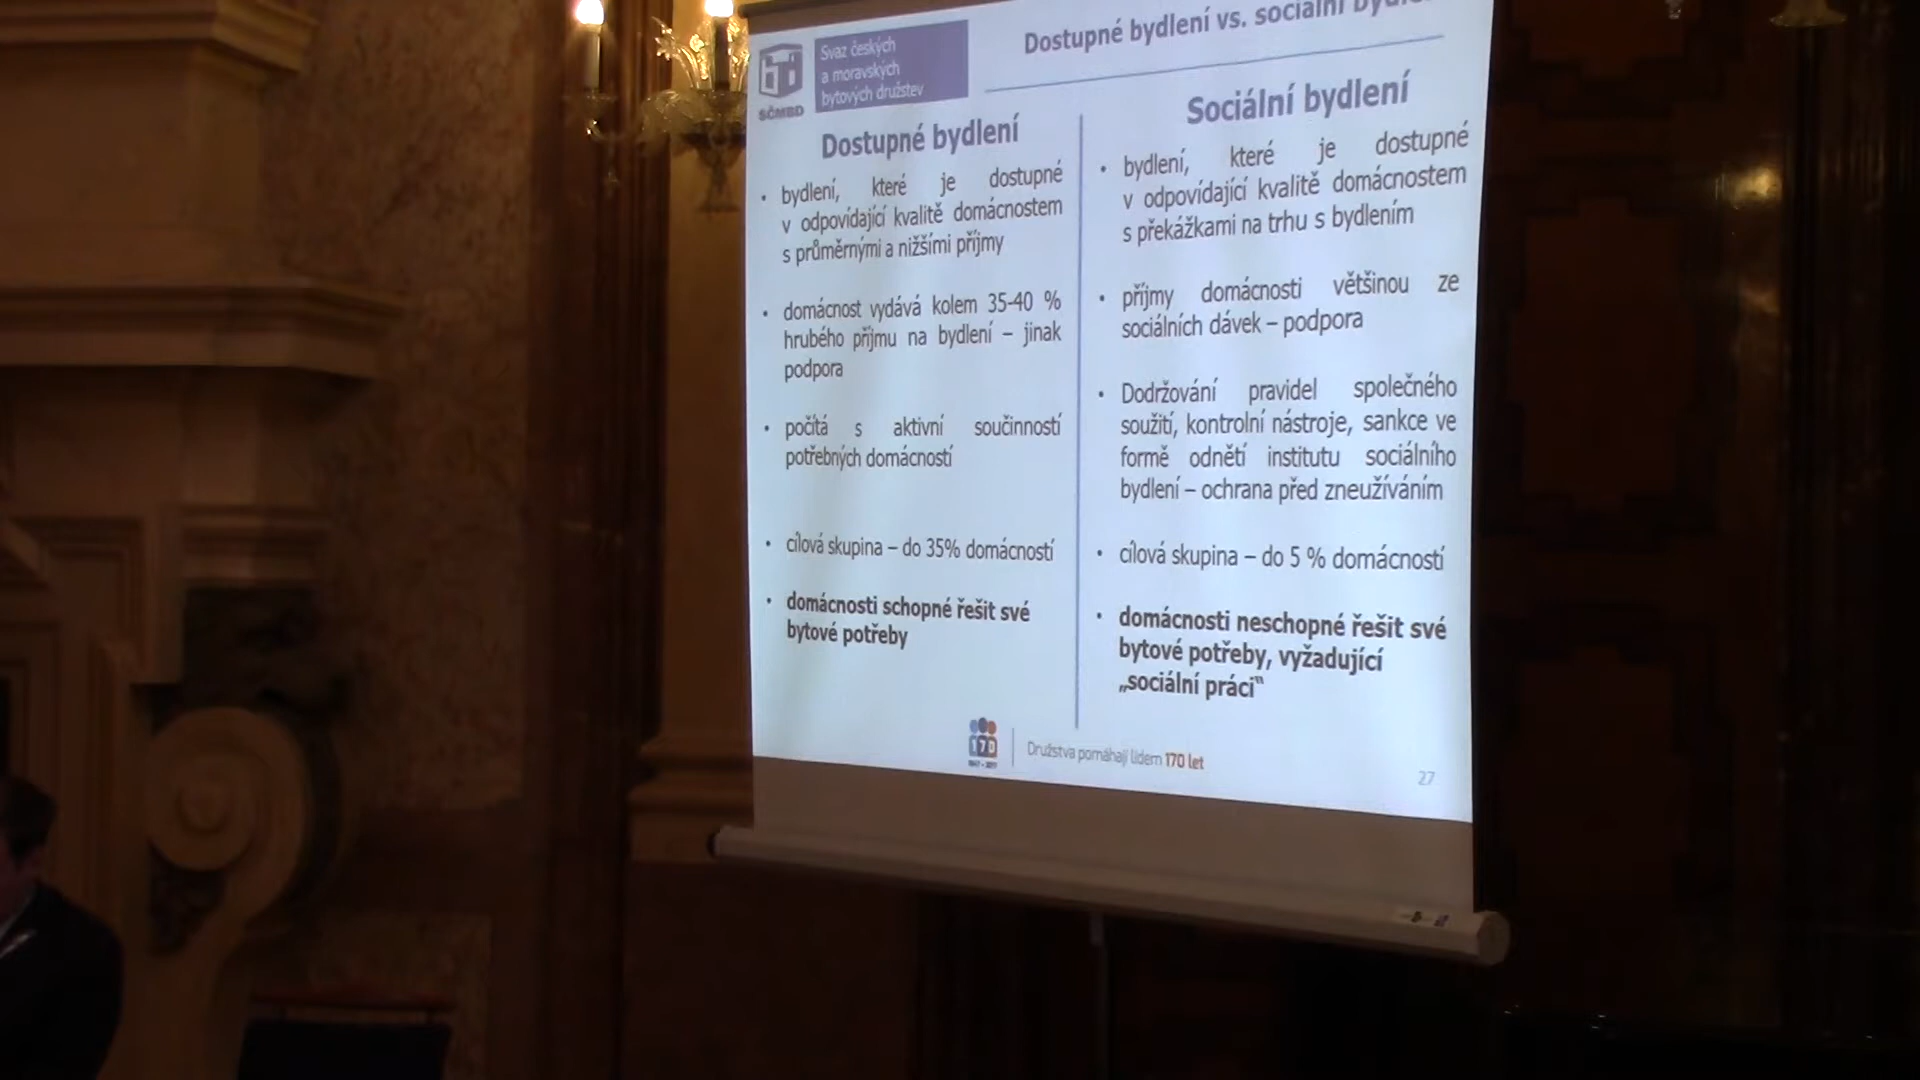 Dostupné bydlení vs. sociální
SČMBD
Svaz českých
a moravských
bytových družstev
Dostupné bydlení
• bydlení, které je dostupné
v odpovídající kvalitě domácnostem
s průměrnými a nižšími příjmy
• domácnost vydává kolem 35-40 %
hrubého příjmu na bydlení – jinak
podpora
• počítá s aktivní součinností
potřebných domácností
• cílová skupina – do 35% domácností
• domácnosti schopné řešit své
bytové potřeby
Sociální bydlení
• bydlení, které je dostupné
v odpovídající kvalitě domácnostem
s překážkami na trhu s bydlením
• příjmy domácnosti většinou ze
sociálních dávek – podpora
• Dodržování pravidel společného
soužití, kontrolní nástroje, sankce ve
formě odnětí institutu sociálního
bydlení – ochrana před zneužíváním
• cílová skupina – do 5 % domácností
• domácnosti neschopné řešit své
bytové potřeby, vyžadující
„sociální práci“
170
Družstva pomáhají lidem 170 let
27